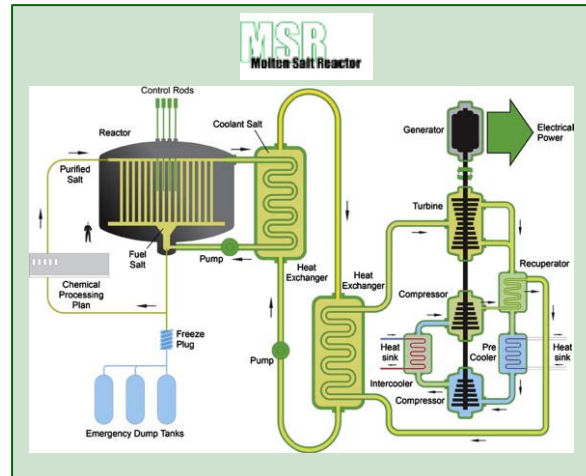 MSR
Molten Salt Reactor
Control Rods
Reactor
Coolant Salt
Generator
Electrical
Power
Purified
Salt
Turbine
Fuel
Salt
Pump
Heat
Exchanger
Heat
Exchanger
Recuperator
Chemical
Processing
Plan
Compressor
Freeze
Plug
Pump
Heat
sink
Pre
Cooler
Heat
sink
Intercooler
Compressor
Emergency Dump Tanks